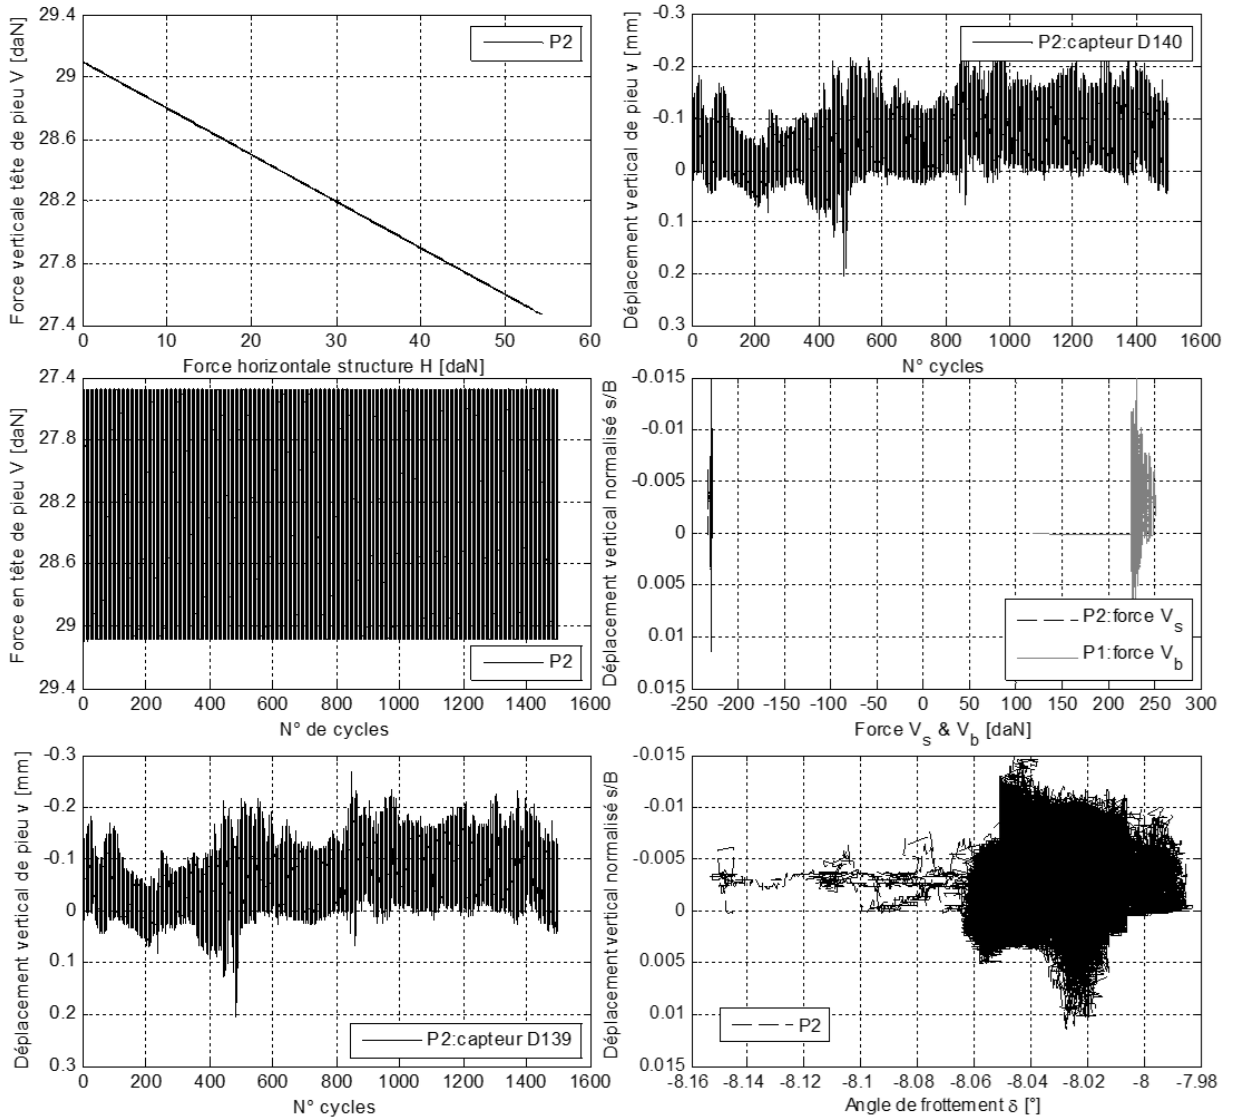 29.4
29
28.6
28.2
27.8
27.4
Force verticale tête de pieu V [daN]
P2
0 10 20 30 40 50 60
Force horizontale structure H [daN]
-0.3
-0.2
-0.1
0
0.1
0.2
0.3
Déplacement vertical de pieu v [mm]
P2:capteur D140
0 200 400 600 800 1000 1200 1400 1600
N° cycles
27.4
27.8
28.2
28.6
29
29.4
Force en tête de pieu V [daN]
P2
0 200 400 600 800 1000 1200 1400 1600
N° de cycles
-0.015
-0.01
-0.005
0
0.005
0.01
0.015
Déplacement vertical normalisé s/B
P2:force Vs
P1:force Vb
-250 -200 -150 -100 -50 0 50 100 150 200 250 300
Force Vs & Vb [daN]
-0.3
-0.2
-0.1
0
0.1
0.2
0.3
Déplacement vertical de pieu v [mm]
P2:capteur D139
0 200 400 600 800 1000 1200 1400 1600
N° cycles
-0.015
-0.01
-0.005
0
0.005
0.01
0.015
Déplacement vertical normalisé s/B
P2
-8.16 -8.14 -8.12 -8.1 -8.08 -8.06 -8.04 -8.02 -8 -7.98
Angle de frottement δ [°]